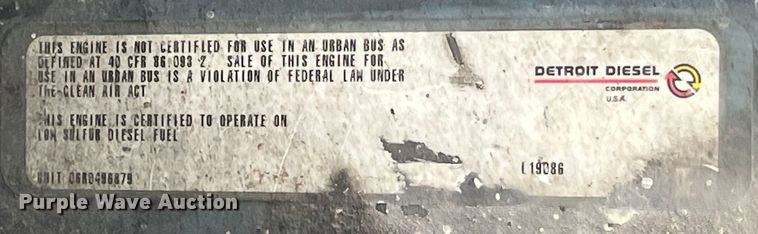 THIS ENGINE IS NOT CERTIFIED FOR USE IN AN URBAN BUS AS
DEFINED AT 40 CFR 86.093-2. SALE OF THIS ENGINE FOR
USE IN AN URBAN BUS IS A VIOLATION OF FEDERAL LAW UNDER
THE CLEAN AIR ACT
THIS ENGINE IS CERTIFIED TO OPERATE ON
LOW SULFUR DIESEL FUEL
UNIT 06R0486879
DETROIT DIESEL
CORPORATION
U.S.A.
L19086
Purple Wave Auction